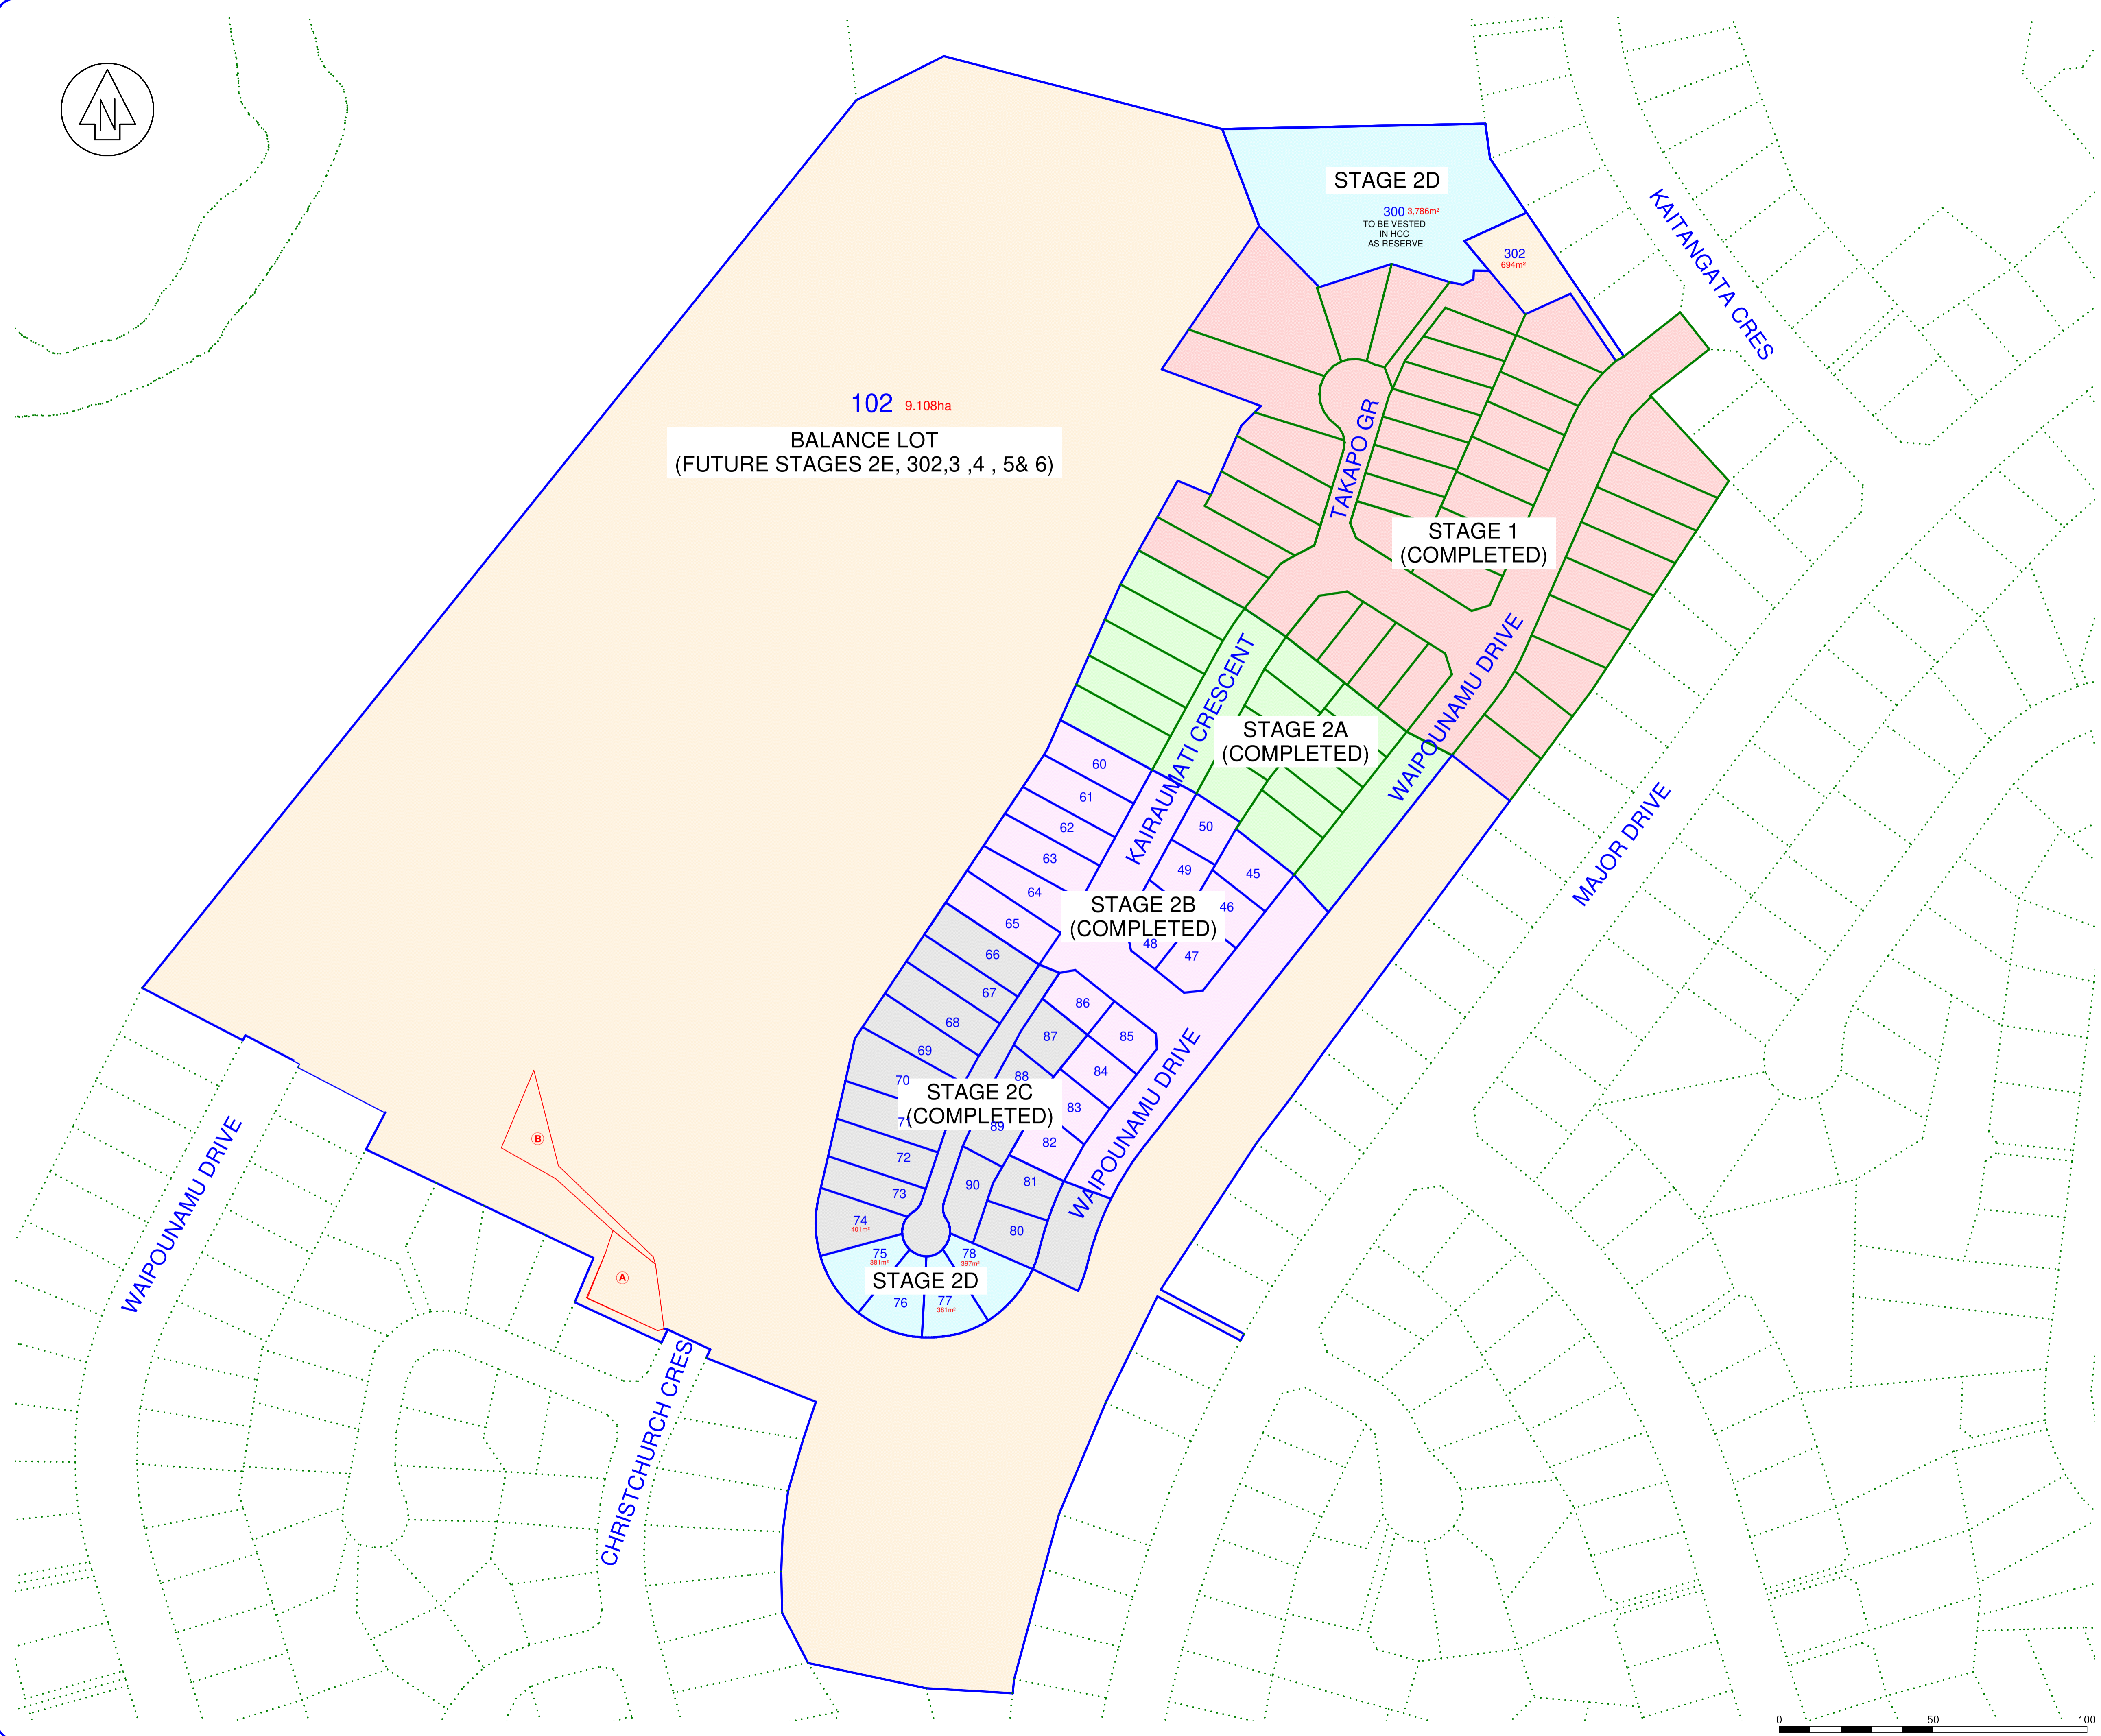 N
STAGE 2D
300 3,786m²
TO BE VESTED
IN HCC
AS RESERVE
302
694m²
KAITANGATA CRES
102 9.108ha
BALANCE LOT
(FUTURE STAGES 2E, 302,3 ,4 , 5& 6)
TAKAPO GR
STAGE 1
(COMPLETED)
WAIPOUNAMU DRIVE
KAIRAUMATI CRESCENT
STAGE 2A
(COMPLETED)
MAJOR DRIVE
60
61
62
63
64
65
50
49
45
46
48
47
STAGE 2B
(COMPLETED)
66
67
68
69
70
71
72
73
74
401m²
86
85
87
84
88
83
89
82
90
81
80
STAGE 2C
(COMPLETED)
WAIPOUNAMU DRIVE
75
381m²
78
397m²
STAGE 2D
76
77
381m²
B
A
WAIPOUNAMU DRIVE
CHRISTCHURCH CRES
0 50 100